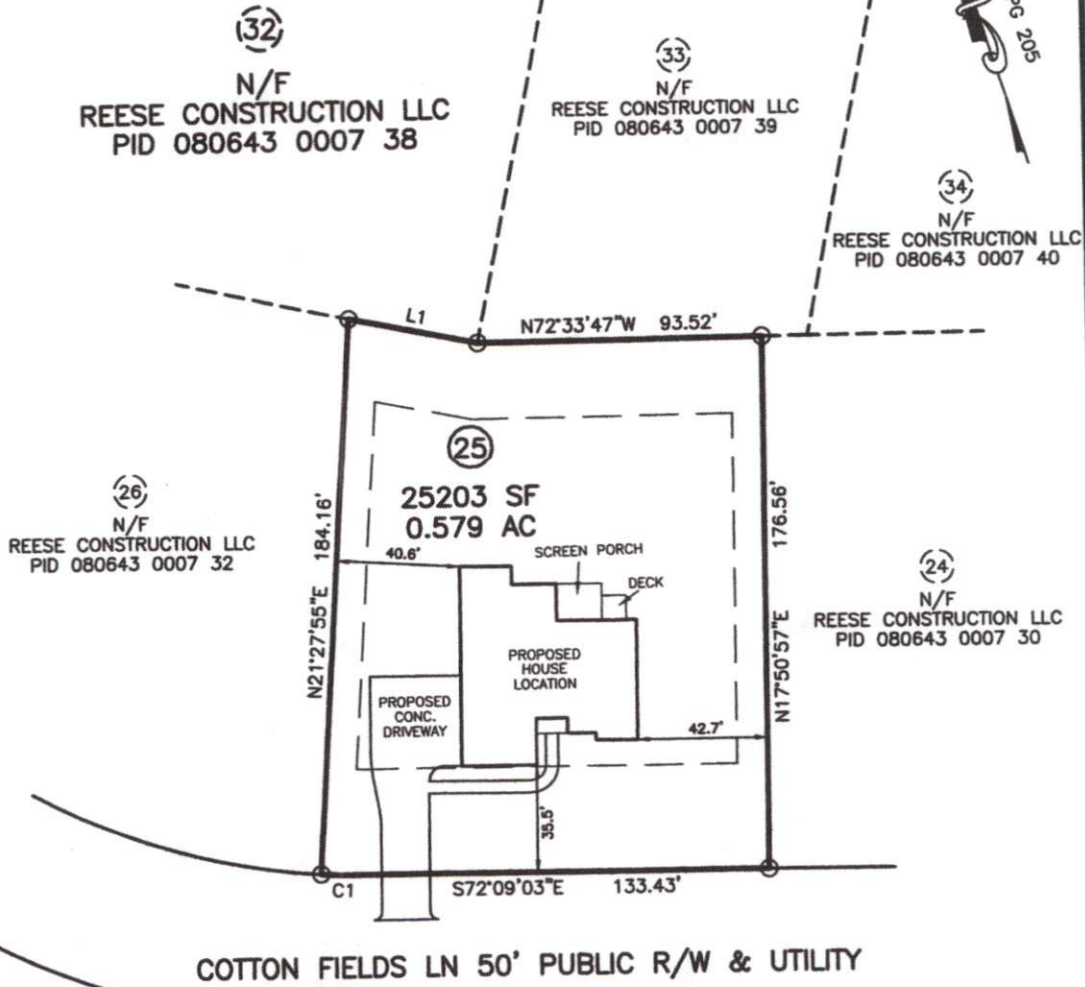 PG 205
32
N/F
REESE CONSTRUCTION LLC
PID 080643 0007 38
33
N/F
REESE CONSTRUCTION LLC
PID 080643 0007 39
34
N/F
REESE CONSTRUCTION LLC
PID 080643 0007 40
L1
N72°33'47"W 93.52'
25
25203 SF
0.579 AC
26
N/F
REESE CONSTRUCTION LLC
PID 080643 0007 32
N21°27'55"E 184.16'
40.6'
SCREEN PORCH
DECK
176.56'
N17°50'57"E
24
N/F
REESE CONSTRUCTION LLC
PID 080643 0007 30
PROPOSED
HOUSE
LOCATION
PROPOSED
CONC.
DRIVEWAY
42.7'
35.5'
C1
S72°09'03"E 133.43'
COTTON FIELDS LN 50' PUBLIC R/W & UTILITY